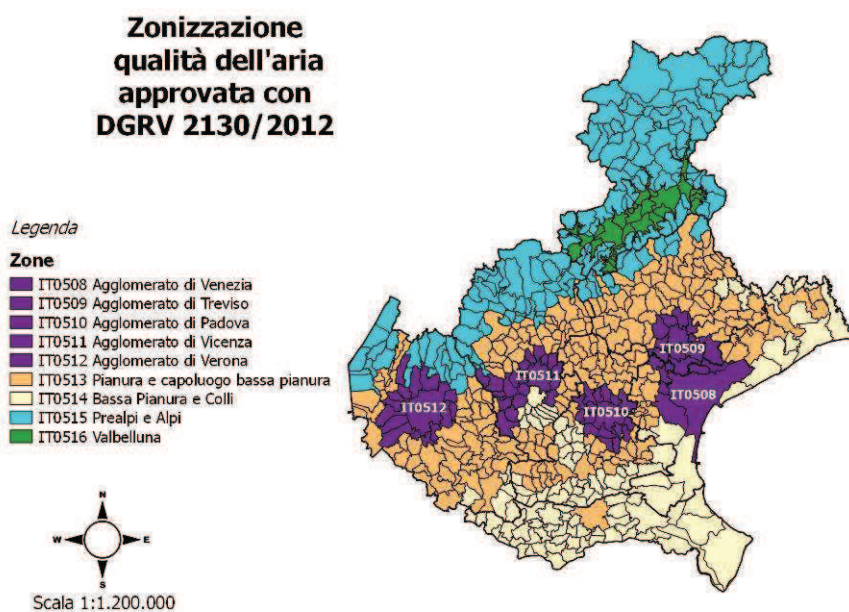 Zonizzazione
qualità dell'aria
approvata con
DGRV 2130/2012
Legenda
Zone
IT0508 Agglomerato di Venezia
IT0509 Agglomerato di Treviso
IT0510 Agglomerato di Padova
IT0511 Agglomerato di Vicenza
IT0512 Agglomerato di Verona
IT0513 Pianura e capoluogo bassa pianura
IT0514 Bassa Pianura e Colli
IT0515 Prealpi e Alpi
IT0516 Valbelluna
IT0509
IT0511
IT0508
IT0512
IT0510
N
W E
S
Scala 1:1.200.000